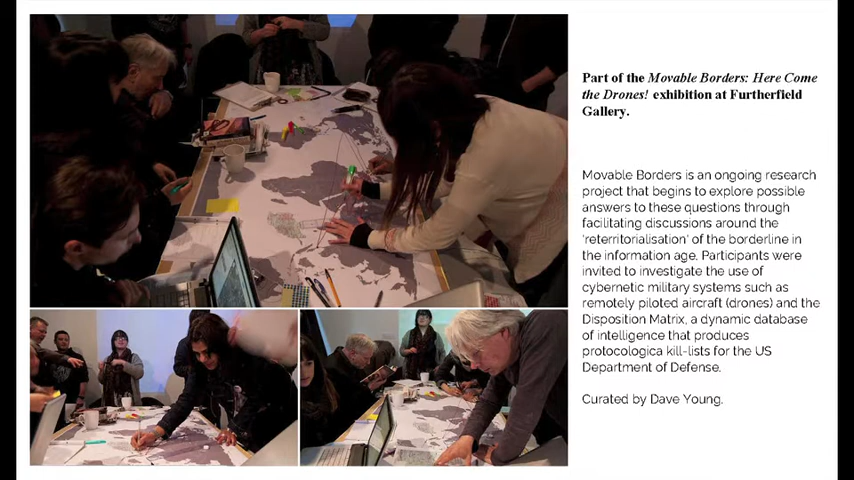 Part of the Movable Borders: Here Come
the Drones! exhibition at Furtherfield
Gallery.
Movable Borders is an ongoing research
project that begins to explore possible
answers to these questions through
facilitating discussions around the
'reterritorialisation' of the borderline in
the information age. Participants were
invited to investigate the use of
cybernetic military systems such as
remotely piloted aircraft (drones) and the
Disposition Matrix, a dynamic database
of intelligence that produces
protocologica kill-lists for the US
Department of Defense.
Curated by Dave Young.